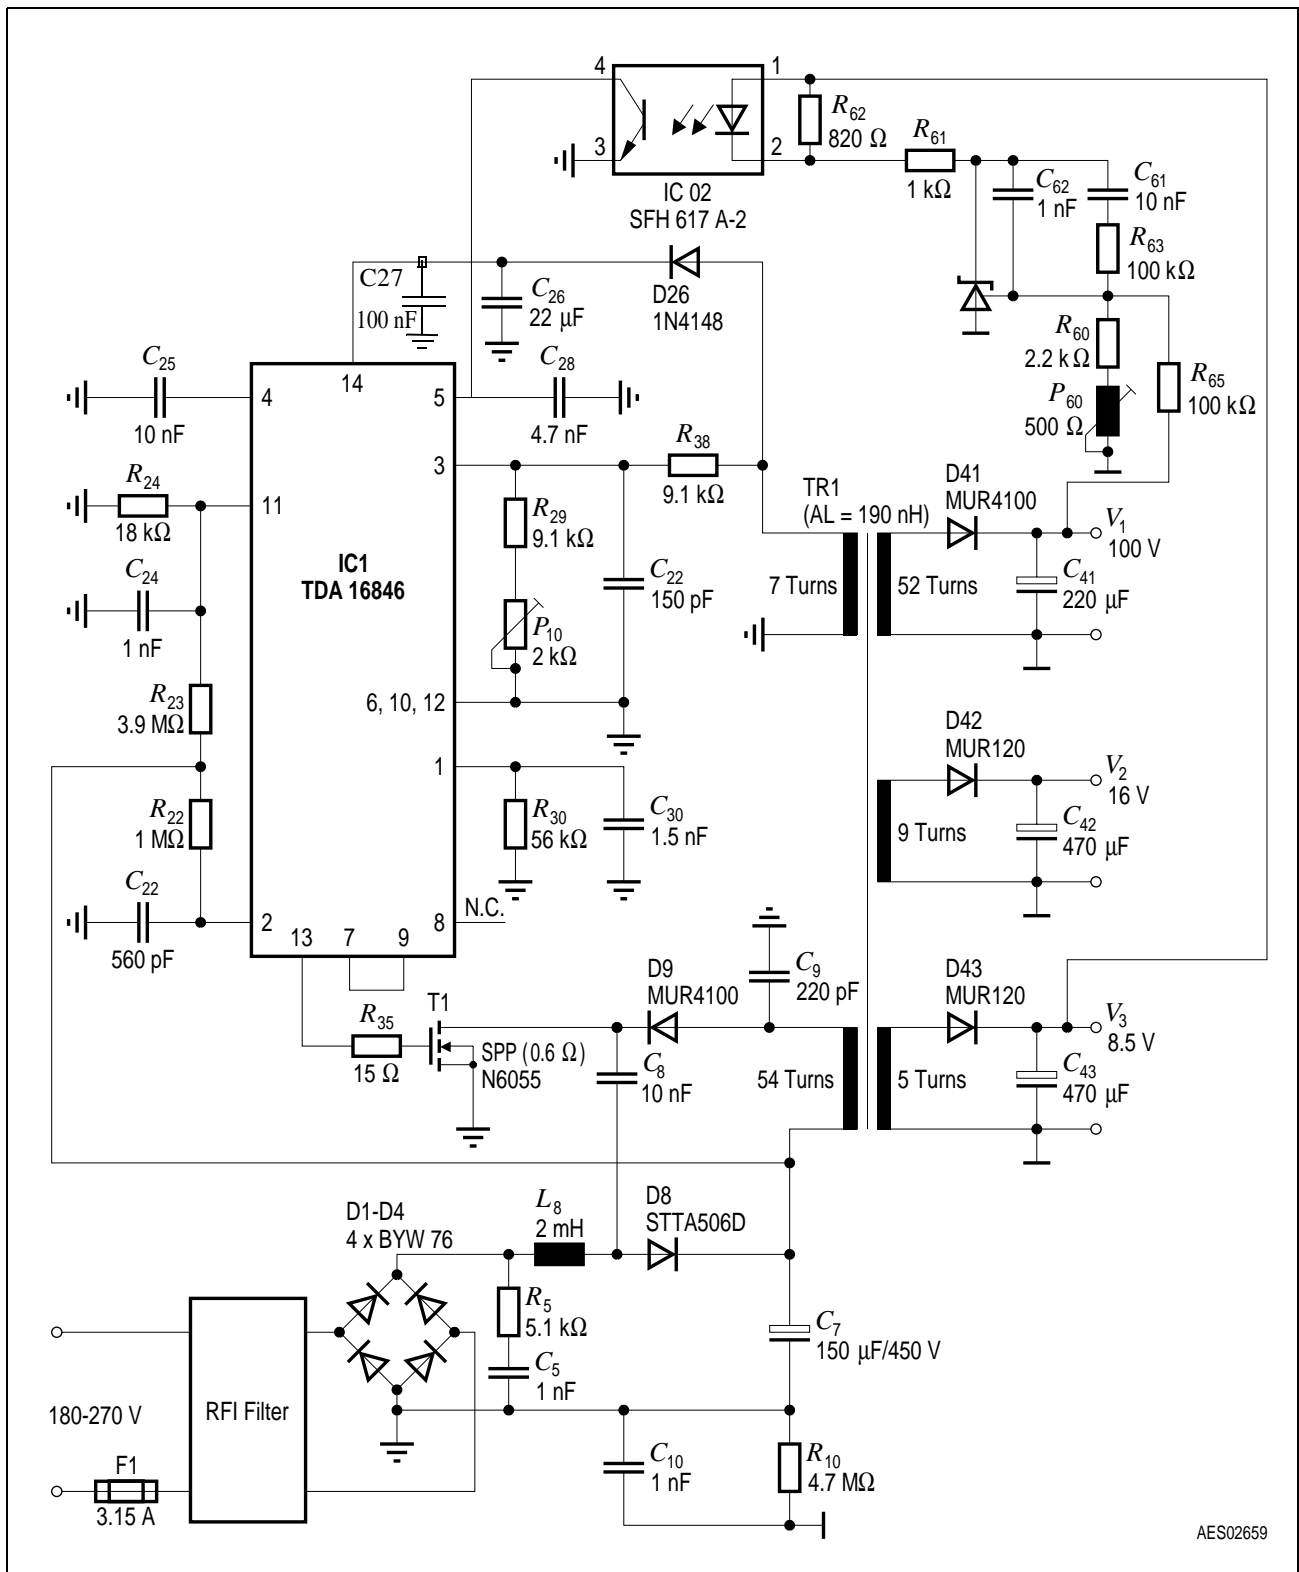 4
1
R62
820 Ω
R61
1 kΩ
3
2
C62
1 nF
C61
10 nF
IC 02
SFH 617 A-2
R63
100 kΩ
C27
100 nF
C26
22 µF
D26
1N4148
R60
2.2 k Ω
C25
10 nF
14
C28
4.7 nF
4
5
P60
500 Ω
R65
100 kΩ
R24
18 kΩ
11
3
R38
9.1 kΩ
TR1
(AL = 190 nH)
D41
MUR4100
V1
100 V
R29
9.1 kΩ
IC1
TDA 16846
C24
1 nF
C22
150 pF
7 Turns
52 Turns
C41
220 µF
P10
2 kΩ
R23
3.9 MΩ
6, 10, 12
D42
MUR120
V2
16 V
1
R22
1 MΩ
R30
56 kΩ
C30
1.5 nF
9 Turns
C42
470 µF
C22
560 pF
2
13
7
9
8
N.C.
D9
MUR4100
C9
220 pF
D43
MUR120
V3
8.5 V
R35
15 Ω
T1
SPP (0.6 Ω)
N6055
C8
10 nF
54 Turns
5 Turns
C43
470 µF
D1-D4
4 x BYW 76
L8
2 mH
D8
STTA506D
R5
5.1 kΩ
C7
150 µF/450 V
C5
1 nF
180-270 V
RFI Filter
F1
3.15 A
C10
1 nF
R10
4.7 MΩ
AES02659